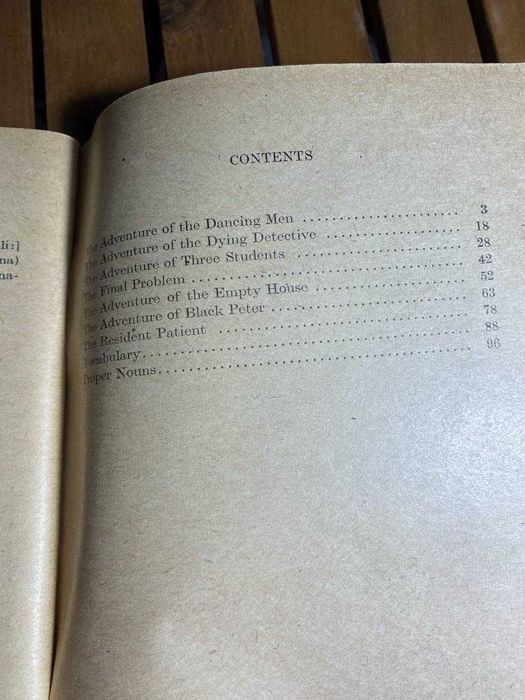 lí:]
na)
na-
CONTENTS
The Adventure of the Dancing Men .................... 3
The Adventure of the Dying Detective ................. 18
The Adventure of Three Students ..................... 28
The Final Problem .................................. 42
The Adventure of the Empty House ................... 52
The Adventure of Black Peter ........................ 63
The Resident Patient ................................ 78
Vocabulary......................................... 88
Proper Nouns....................................... 96